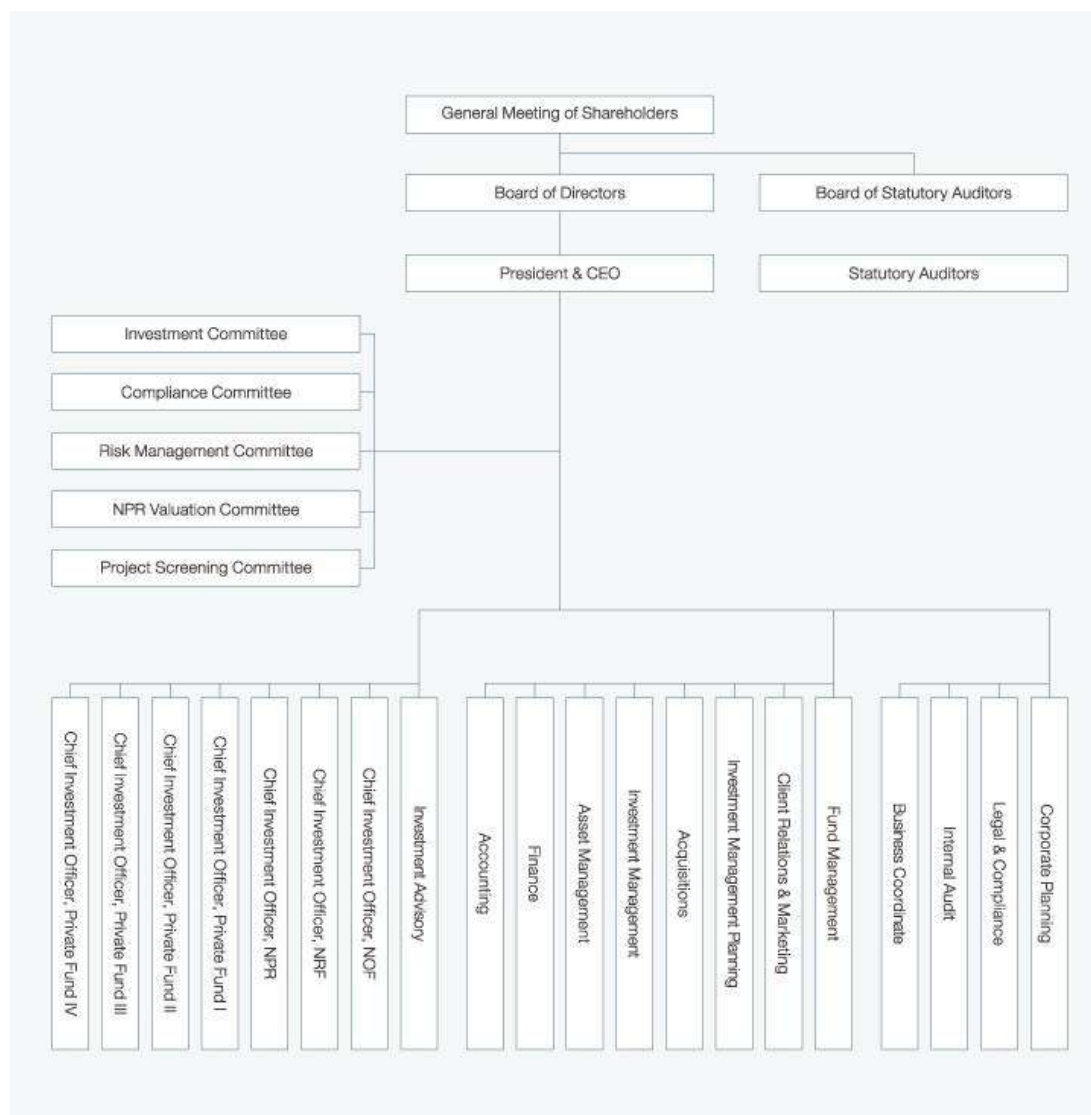 General Meeting of Shareholders
Board of Directors
Board of Statutory Auditors
President & CEO
Statutory Auditors
Investment Committee
Compliance Committee
Risk Management Committee
NPR Valuation Committee
Project Screening Committee
Chief Investment Officer, Private Fund IV
Chief Investment Officer, Private Fund III
Chief Investment Officer, Private Fund II
Chief Investment Officer, Private Fund I
Chief Investment Officer, NPR
Chief Investment Officer, NRF
Chief Investment Officer, NOF
Investment Advisory
Accounting
Finance
Asset Management
Investment Management
Acquisitions
Investment Management Planning
Client Relations & Marketing
Fund Management
Business Coordinate
Internal Audit
Legal & Compliance
Corporate Planning